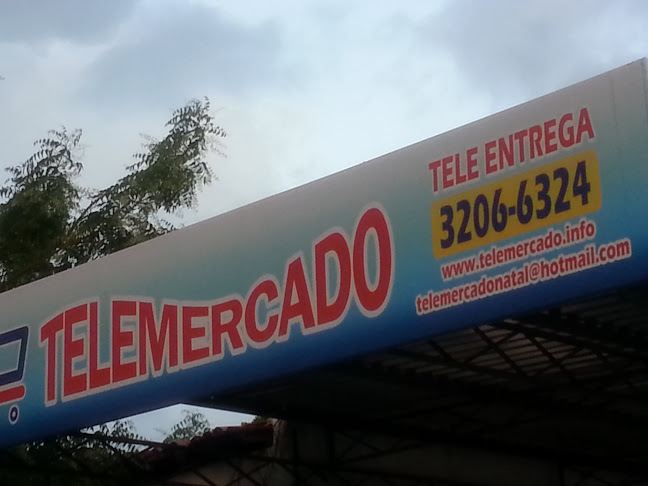 TELEMERCADO
TELE ENTREGA
3206-6324
www.telemercado.info
telemercadonatal@hotmail.com